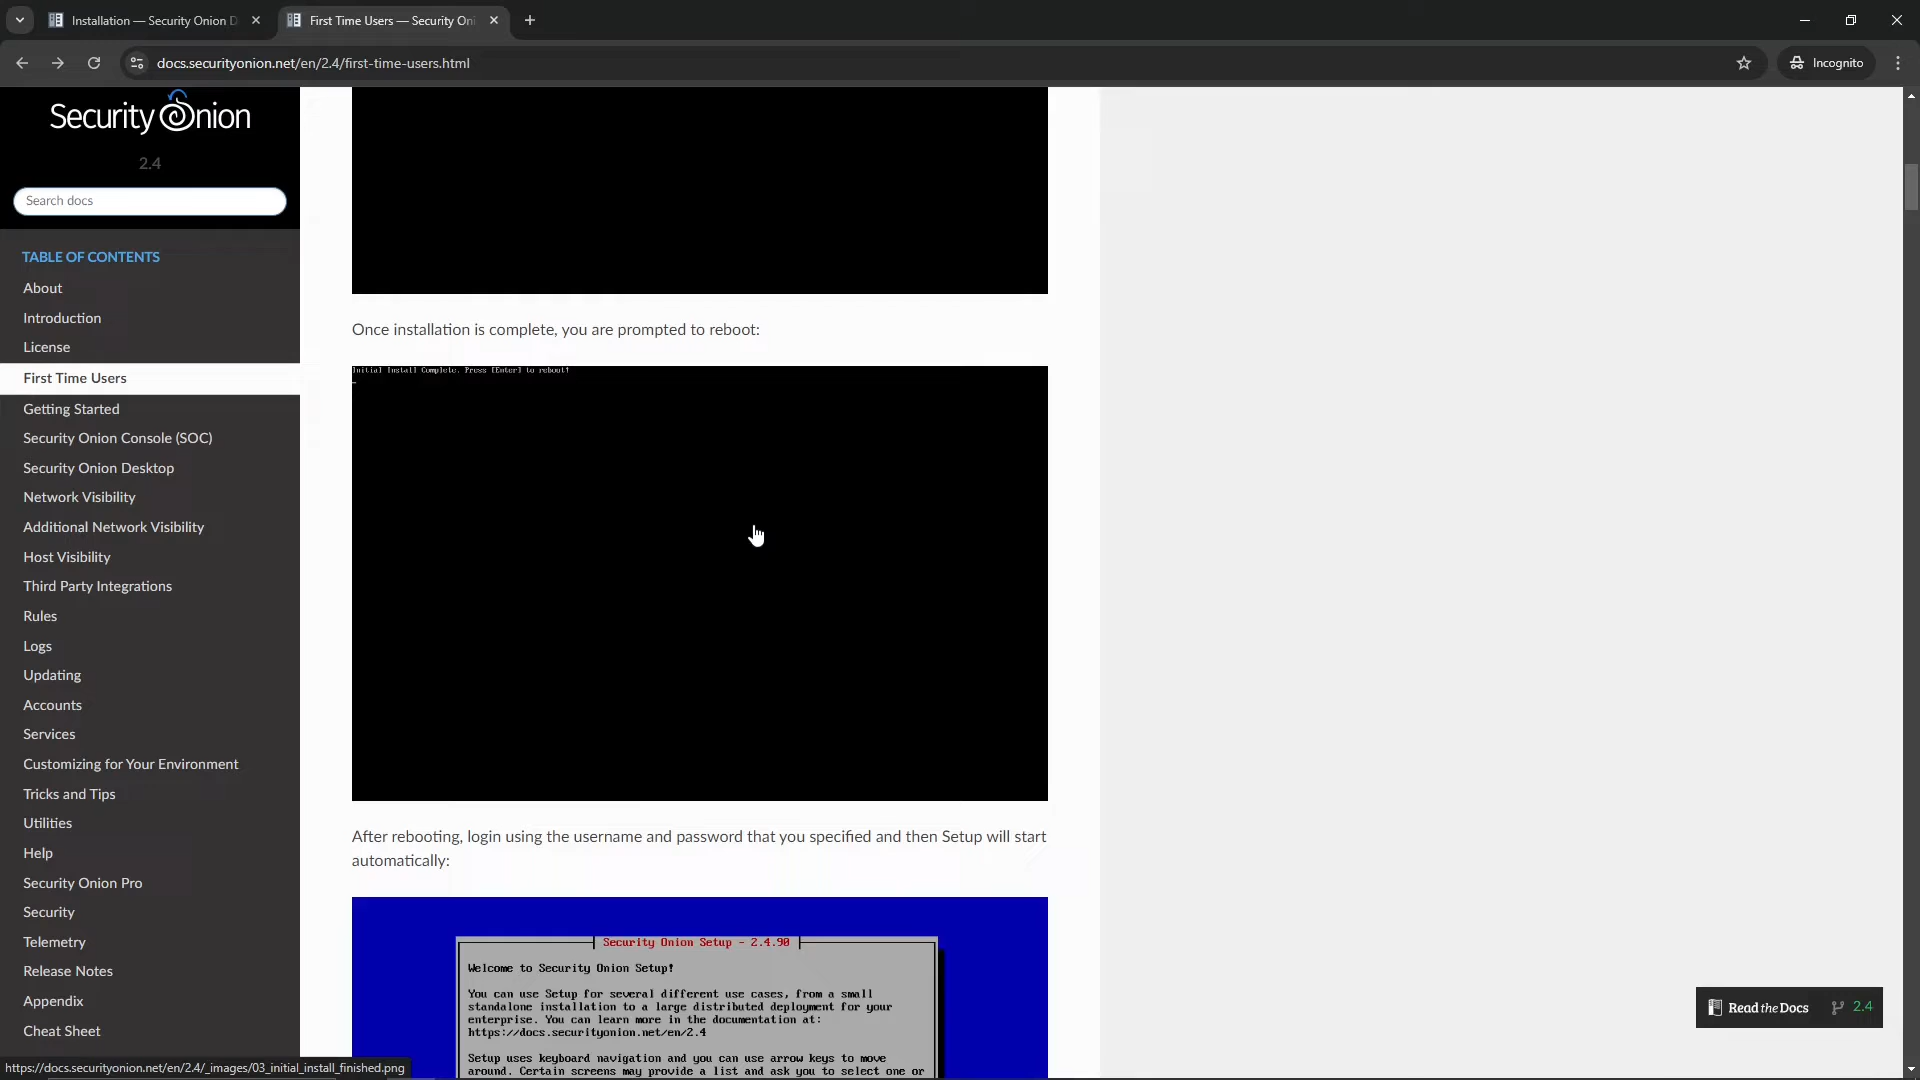 Installation — Security Onion D
First Time Users — Security Oni
docs.securityonion.net/en/2.4/first-time-users.html
Incognito
Security Onion
2.4
Search docs
TABLE OF CONTENTS
About
Introduction
License
First Time Users
Getting Started
Security Onion Console (SOC)
Security Onion Desktop
Network Visibility
Additional Network Visibility
Host Visibility
Third Party Integrations
Rules
Logs
Updating
Accounts
Services
Customizing for Your Environment
Tricks and Tips
Utilities
Help
Security Onion Pro
Security
Telemetry
Release Notes
Appendix
Cheat Sheet
Once installation is complete, you are prompted to reboot:
Initial Install Complete. Press [Enter] to reboot!
After rebooting, login using the username and password that you specified and then Setup will start
automatically:
Security Onion Setup - 2.4.90
Welcome to Security Onion Setup!
You can use Setup for several different use cases, from a small
standalone installation to a large distributed deployment for your
enterprise. You can learn more in the documentation at:
https://docs.securityonion.net/en/2.4
Setup uses keyboard navigation and you can use arrow keys to move
around. Certain screens may provide a list and ask you to select one or
Read the Docs
2.4
https://docs.securityonion.net/en/2.4/_images/03_initial_install_finished.png